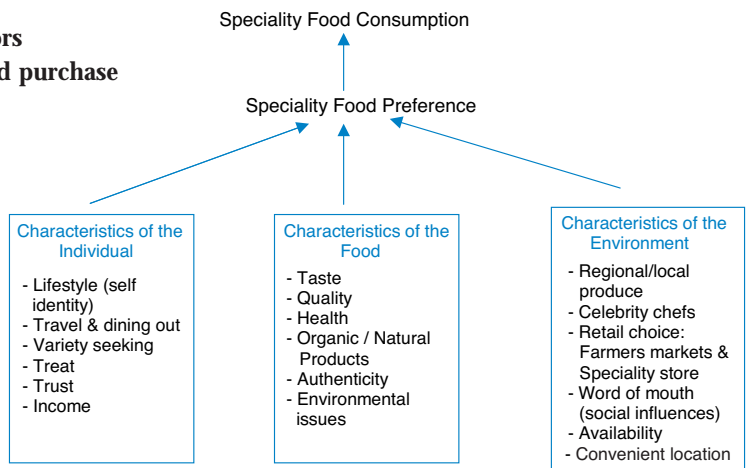 Speciality Food Consumption
ors
d purchase
Speciality Food Preference
Characteristics of the
Individual
- Lifestyle (self
identity)
- Travel & dining out
- Variety seeking
- Treat
- Trust
- Income
Characteristics of the
Food
- Taste
- Quality
- Health
- Organic / Natural
Products
- Authenticity
- Environmental
issues
Characteristics of the
Environment
- Regional/local
produce
- Celebrity chefs
- Retail choice:
Farmers markets &
Speciality store
- Word of mouth
(social influences)
- Availability
- Convenient location